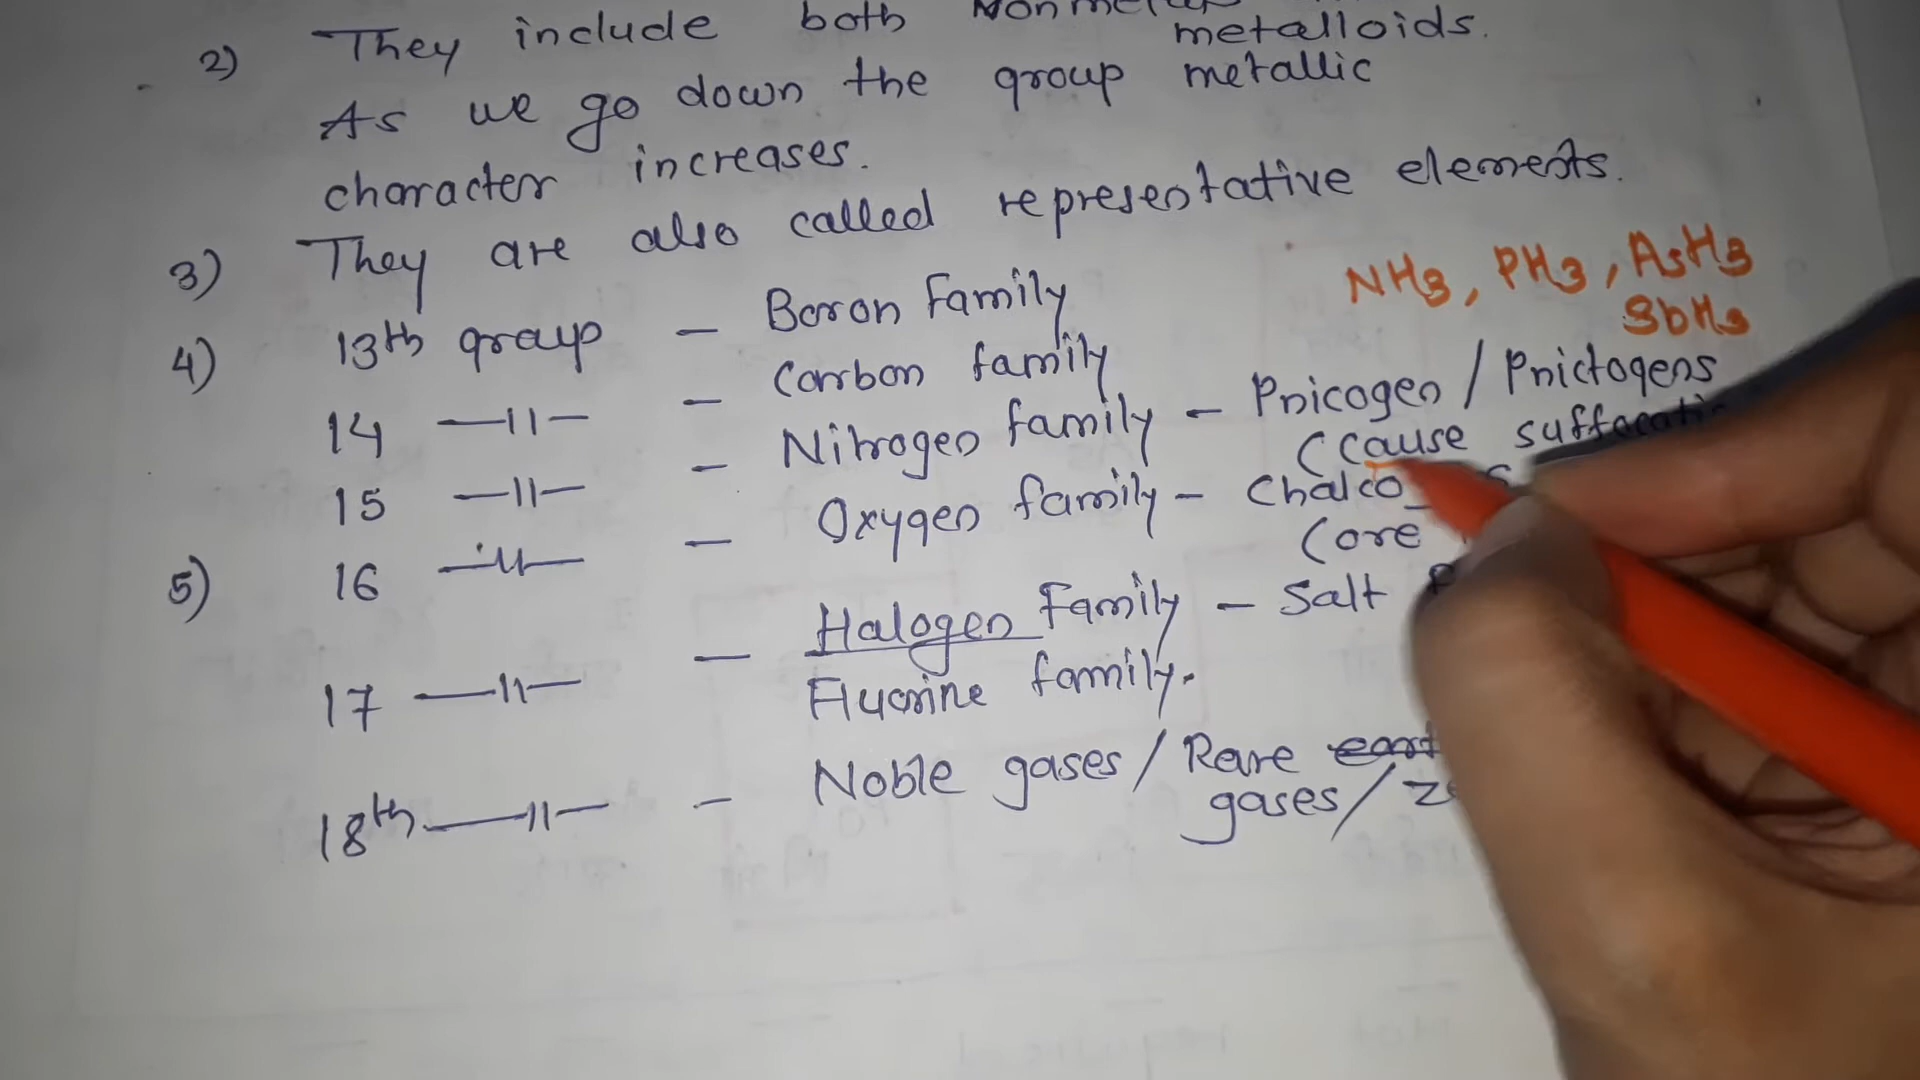 2) They include both Nonmetals
metalloids.
As we go down the group metallic
character increases.
3) They are also called representative elements.
NH3, PH3, AsH3
SbH3
4) 13th group - Boron Family
14 —11— - Carbon family
15 —11— - Nitrogen family - Pnicogen / Pnictogens
(Cause
5) 16 —11— - Oxygen family - Chalco
(ore
17 —11— - Halogen Family - Salt
Fluorine family.
18th —11— - Noble gases / Rare
gases /